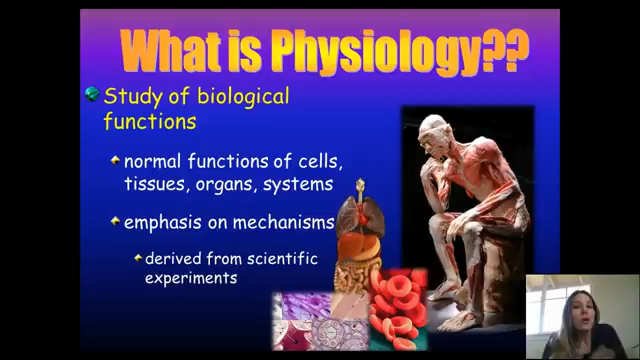 What is Physiology??
Study of biological
functions
normal functions of cells,
tissues, organs, systems
emphasis on mechanisms
derived from scientific
experiments